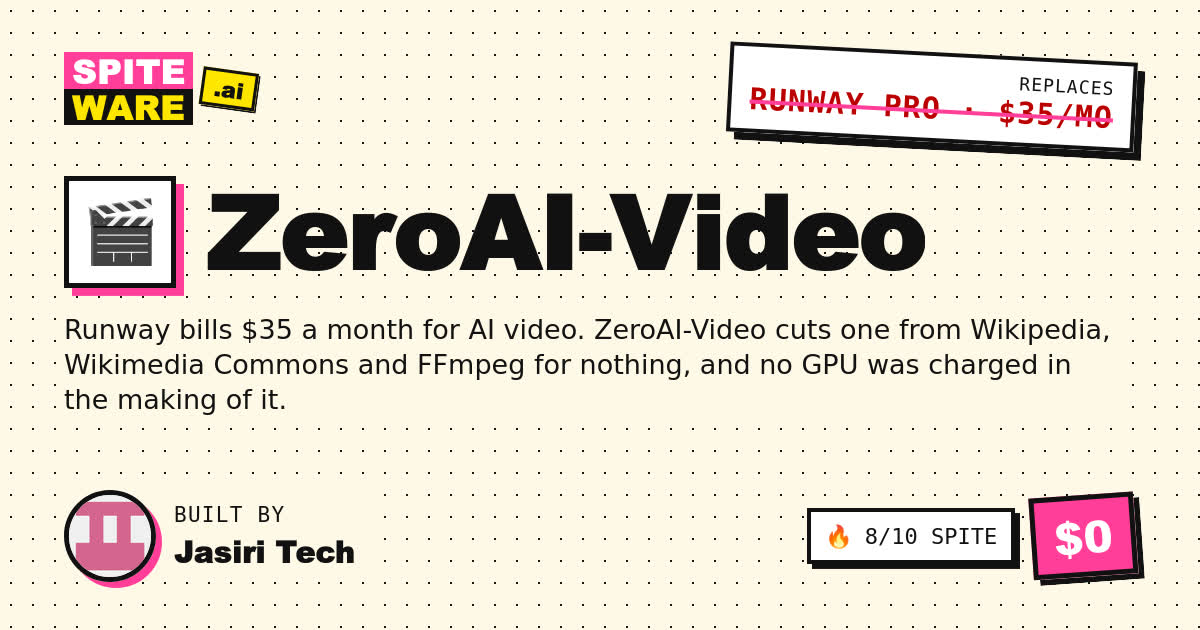 SPITE
WARE
.ai
REPLACES
RUNWAY PRO · $35/MO
ZeroAI-Video
Runway bills $35 a month for AI video. ZeroAI-Video cuts one from Wikipedia,
Wikimedia Commons and FFmpeg for nothing, and no GPU was charged in
the making of it.
BUILT BY
Jasiri Tech
🔥 8/10 SPITE
$0